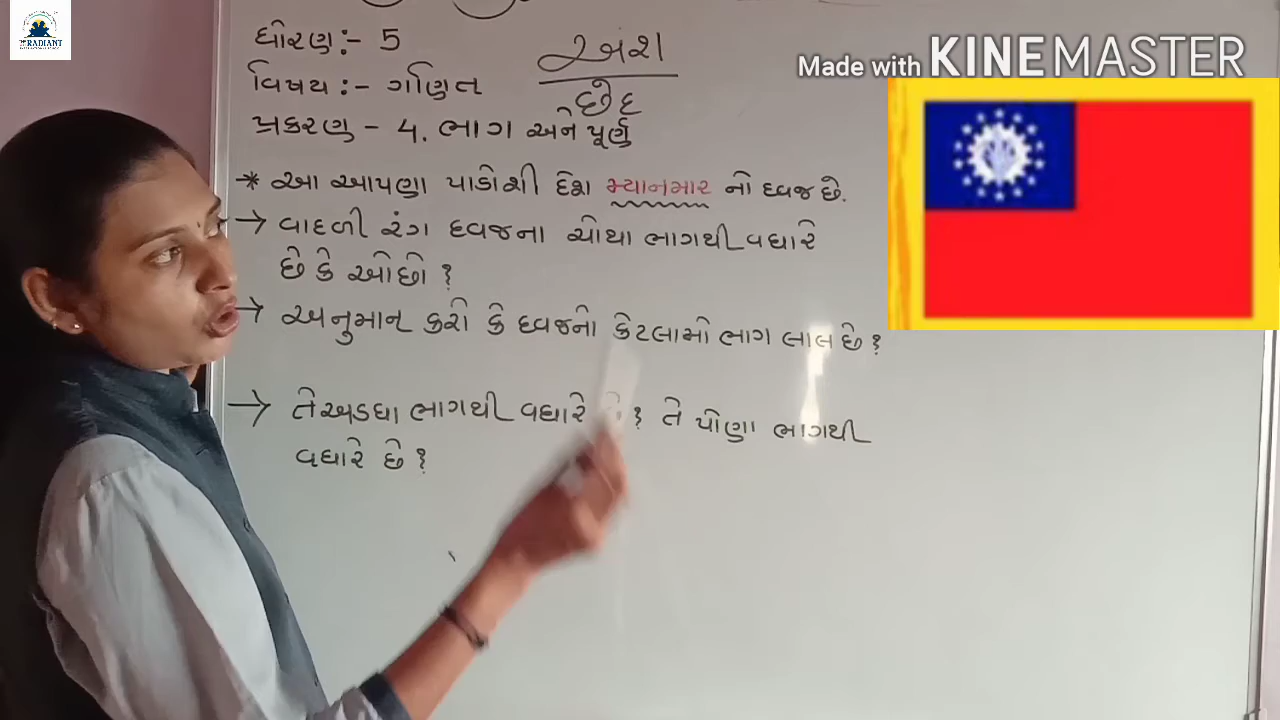 RADIANT
Made with KINEMASTER
ધોરણ :- 5
વિષય :- ગણિત
અંશ
છેદ
પ્રકરણ - 4. ભાગ અને પૂર્ણ
* આ આપણા પાડોશી દેશ મ્યાનમાર નો ધ્વજ છે.
→ વાદળી રંગ ધ્વજના ચોથા ભાગથી વધારે
છે કે ઓછો ?
→ અનુમાન કરો કે ધ્વજનો કેટલામો ભાગ લાલ છે ?
→ તે અડધા ભાગથી વધારે ? તે પોણા ભાગથી
વધારે છે ?